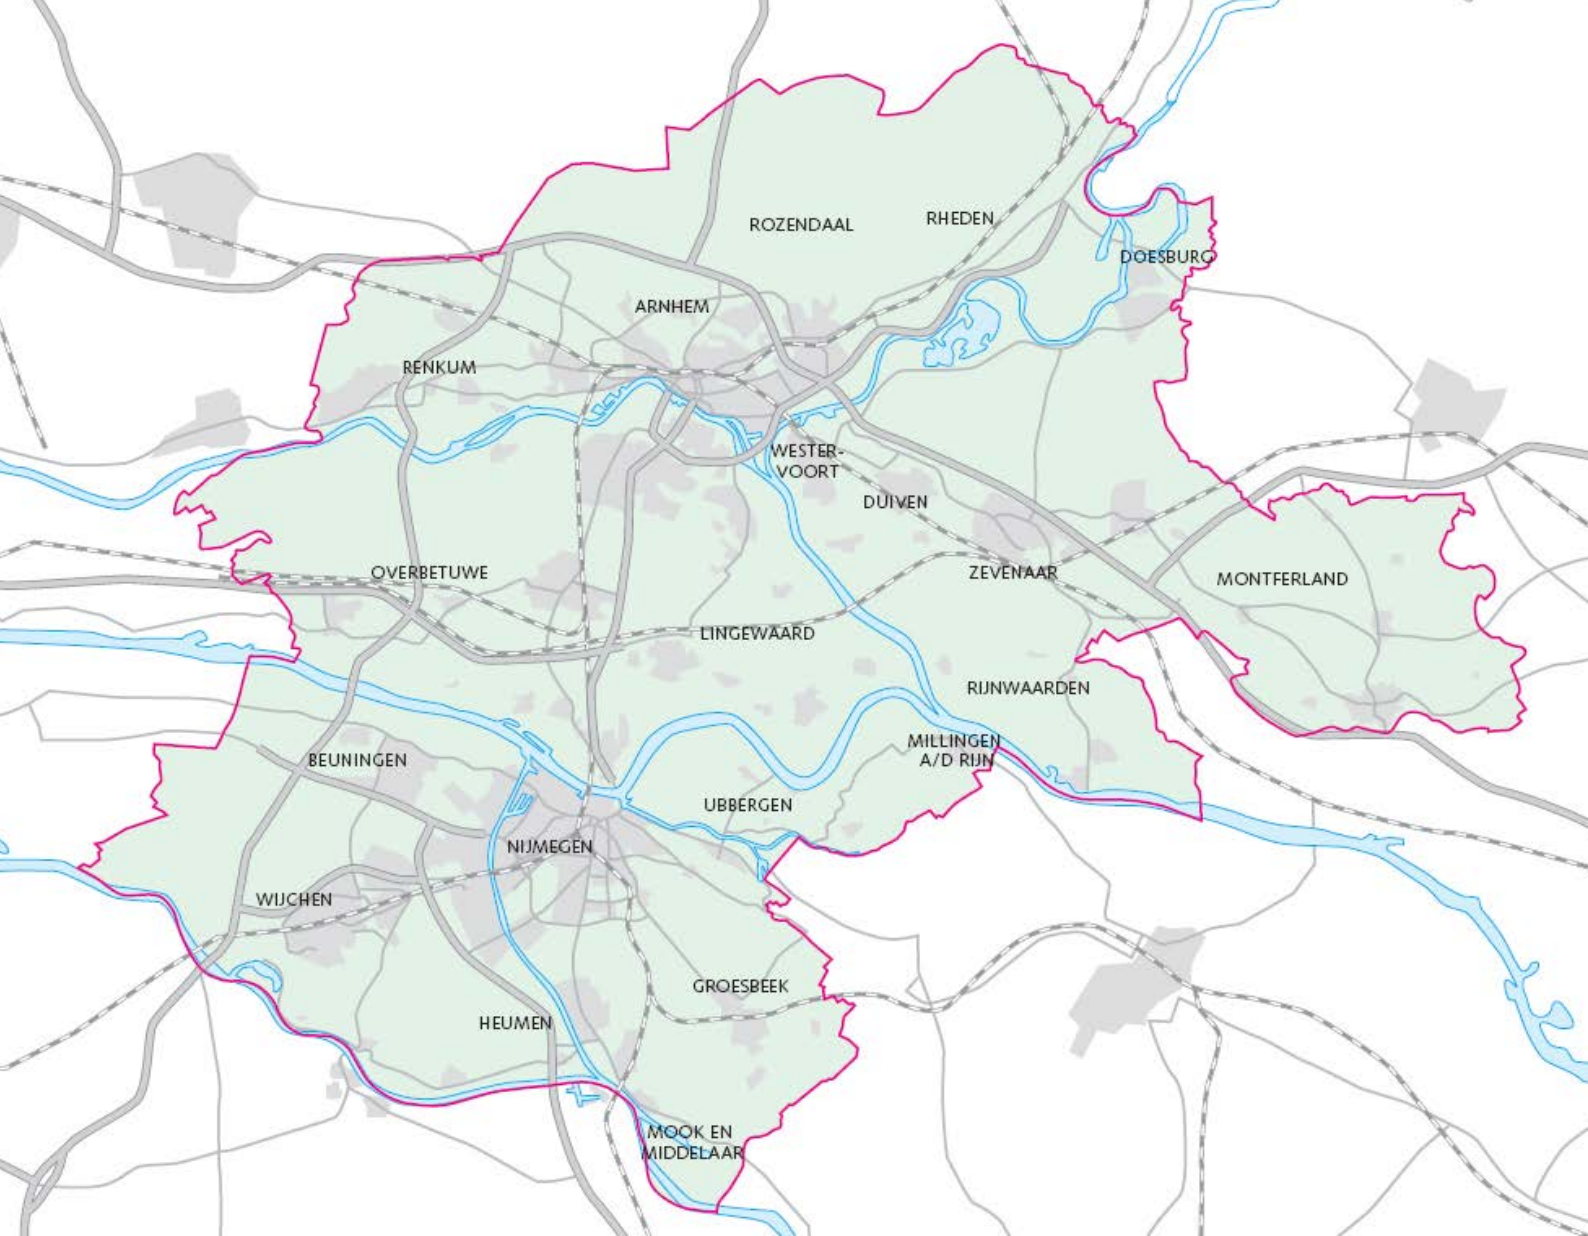 RHEDEN
ROZENDAAL
DOESBURG
ARNHEM
RENKUM
WESTER-
VOORT
DUIVEN
OVERBETUWE
ZEVENAAR
MONTFERLAND
LINGEWAARD
RIJNWAARDEN
MILLINGEN
A/D RIJN
BEUNINGEN
UBBERGEN
NIJMEGEN
WIJCHEN
GROESBEEK
HEUMEN
MOOK EN
MIDDELAAR